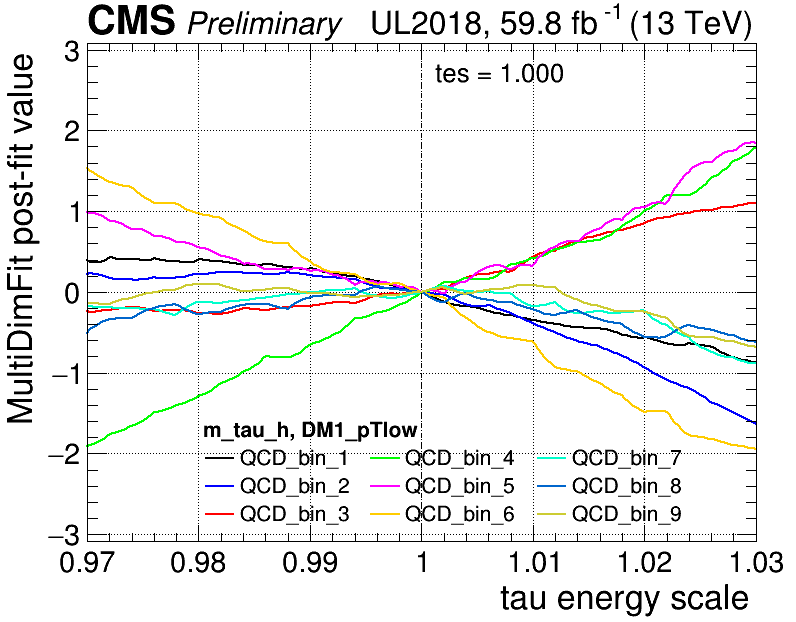 CMS Preliminary UL2018, 59.8 fb⁻¹ (13 TeV)
MultiDimFit post-fit value
3
2
1
0
−1
−2
−3
tes = 1.000
m_tau_h, DM1_pTlow
QCD_bin_1 QCD_bin_4 QCD_bin_7
QCD_bin_2 QCD_bin_5 QCD_bin_8
QCD_bin_3 QCD_bin_6 QCD_bin_9
0.97 0.98 0.99 1 1.01 1.02 1.03
tau energy scale